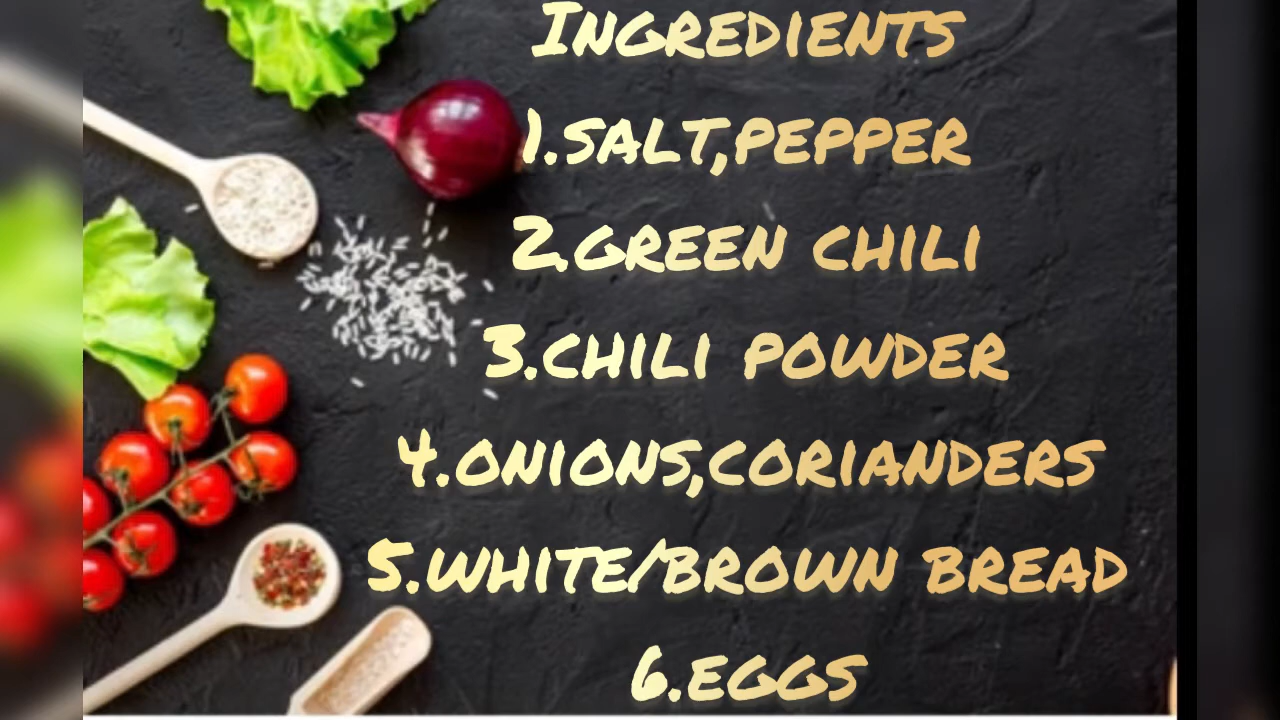 INGREDIENTS
1.SALT,PEPPER
2.GREEN CHILI
3.CHILI POWDER
4.ONIONS,CORIANDERS
5.WHITE/BROWN BREAD
6.EGGS